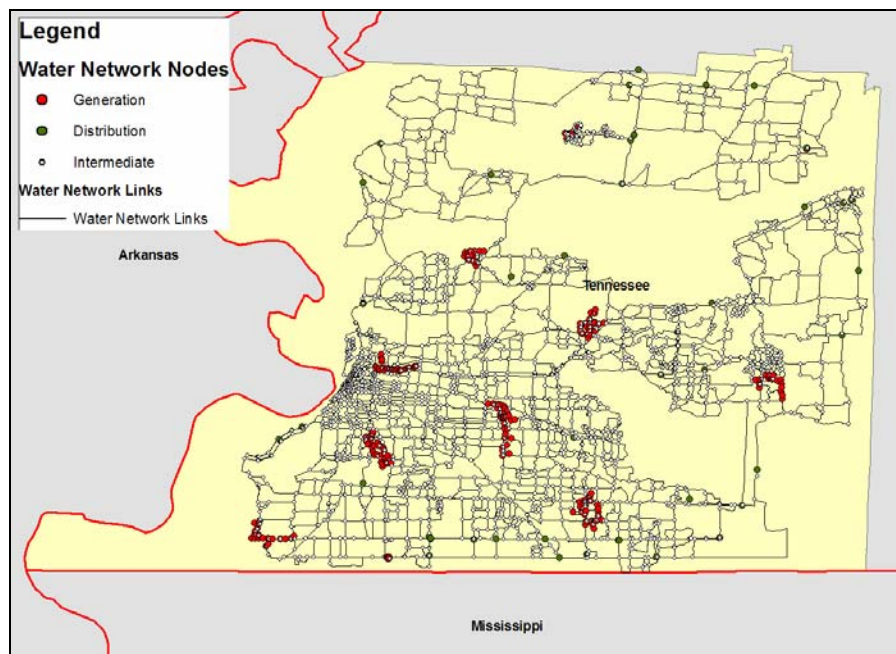 Legend
Water Network Nodes
Generation
Distribution
Intermediate
Water Network Links
Water Network Links
Arkansas
Tennessee
Mississippi